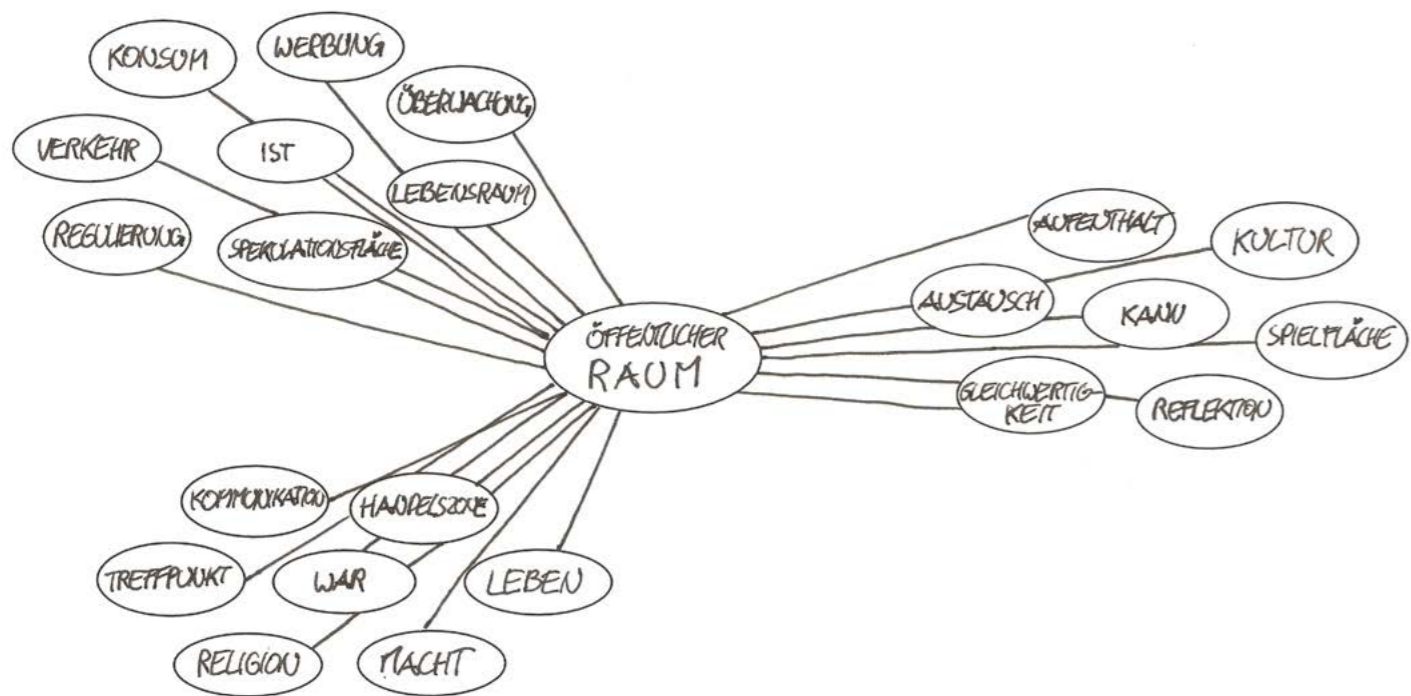 KONSUM
WERBUNG
ÜBERWACHUNG
VERKEHR
IST
LEBENSRAUM
REGULIERUNG
SPEKULATIONSFLÄCHE
AUFENTHALT
KULTUR
AUSTAUSCH
KANN
SPIELFLÄCHE
ÖFFENTLICHER
RAUM
GLEICHWERTIG-
KEIT
REFLEKTION
KOMMUNIKATION
HANDELSZONE
TREFFPUNKT
WAR
LEBEN
RELIGION
MACHT